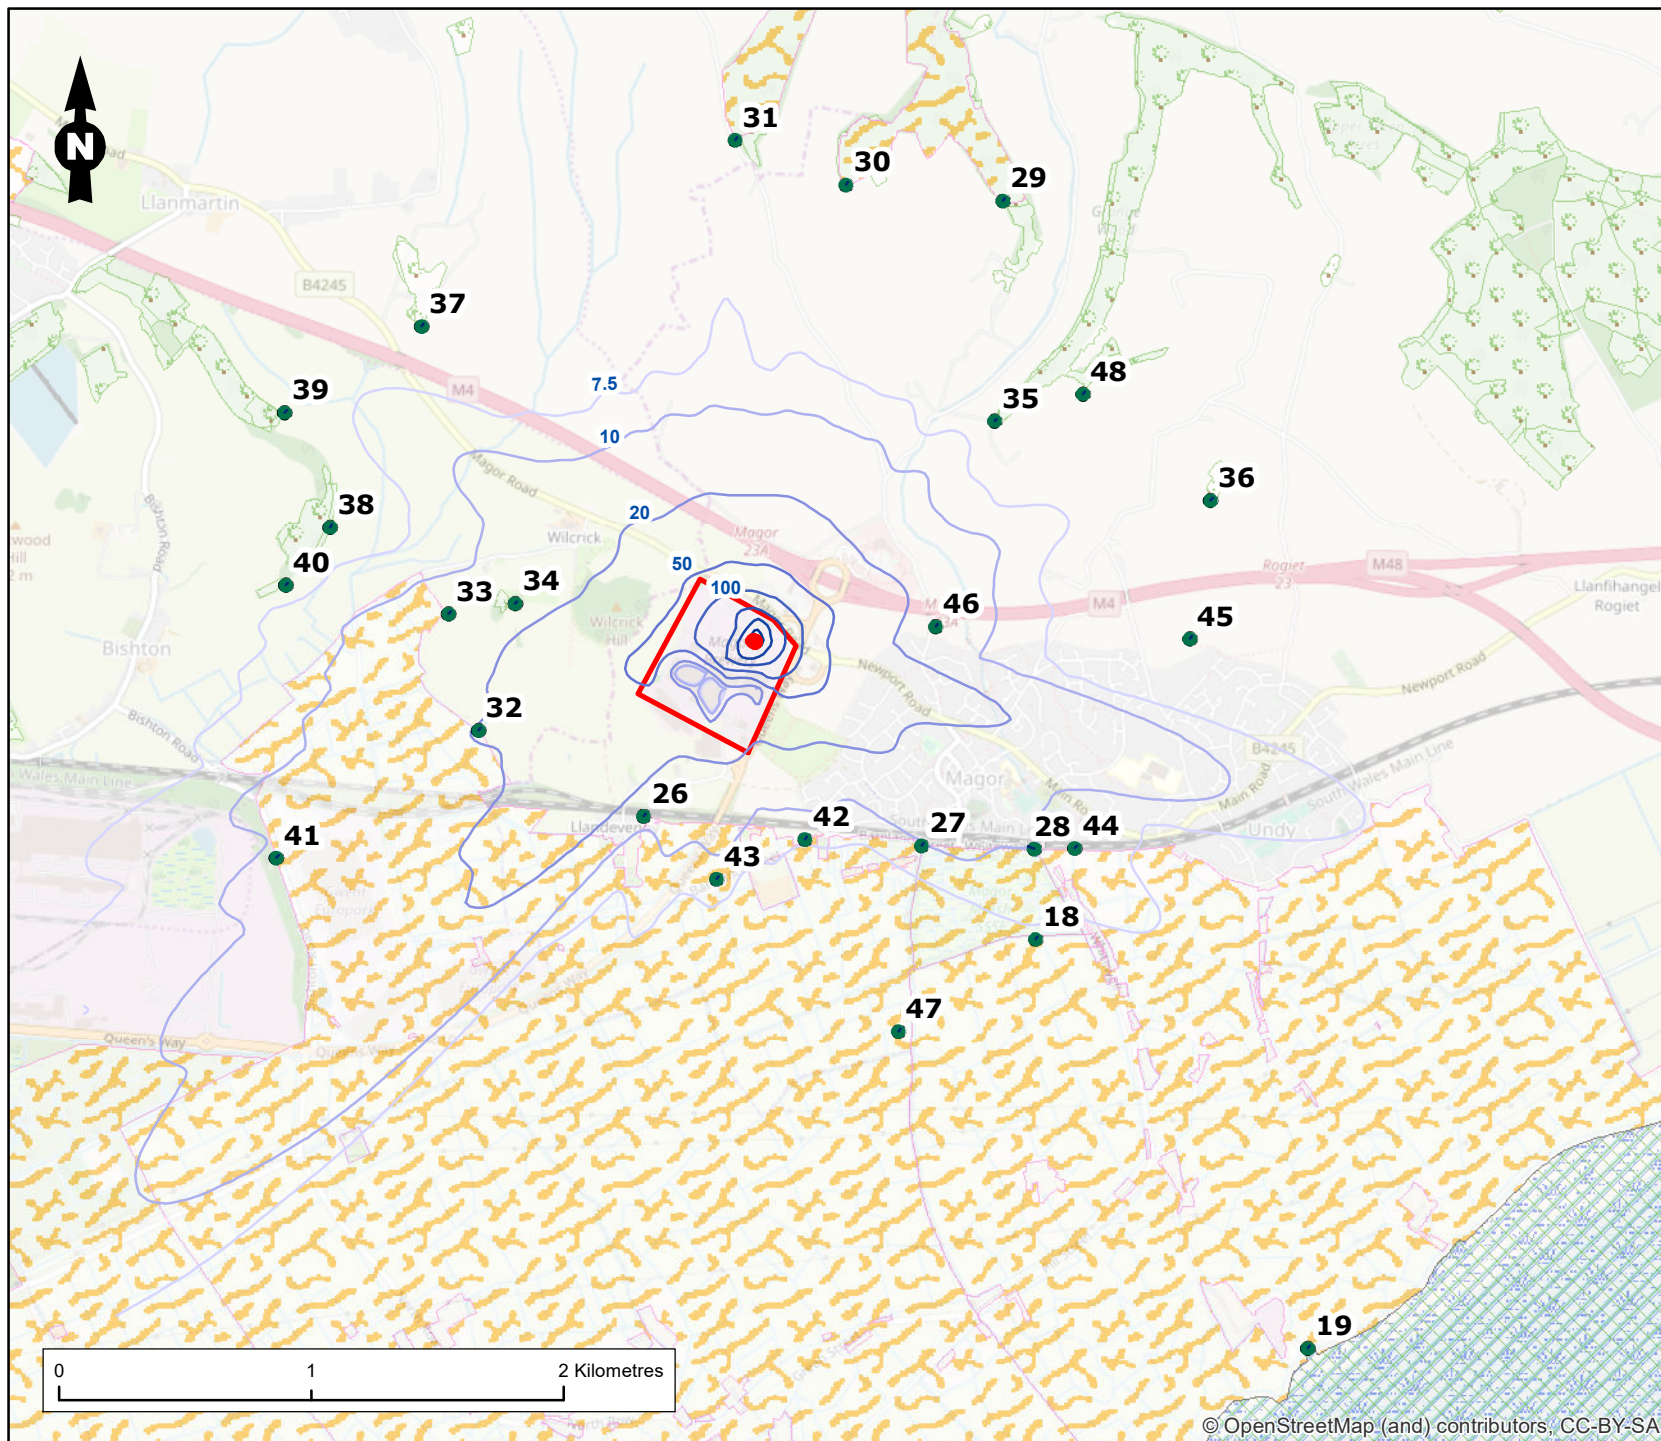 31
30
29
N
Llanmartin
B4245
37
M4
7.5
39
10
48
35
Magor Road
36
20
38
Wilcrick
Magor
23A
50
Rogiet
23
M48
40
34
100
33
Llanfihangel
Rogiet
46
M4
45
Wilcrick
Hill
Bishton Road
Bishton
Newport Road
Newport Road
32
Bishton Road
B4245
Wales Main Line
Magor
South Wales Main Line
Main Road
26
42
27
28
44
Llandevenny
Undy
41
43
18
47
Queen's Way
Queens Way
Queen's Way
19
0
1
2 Kilometres
© OpenStreetMap (and) contributors, CC-BY-SA